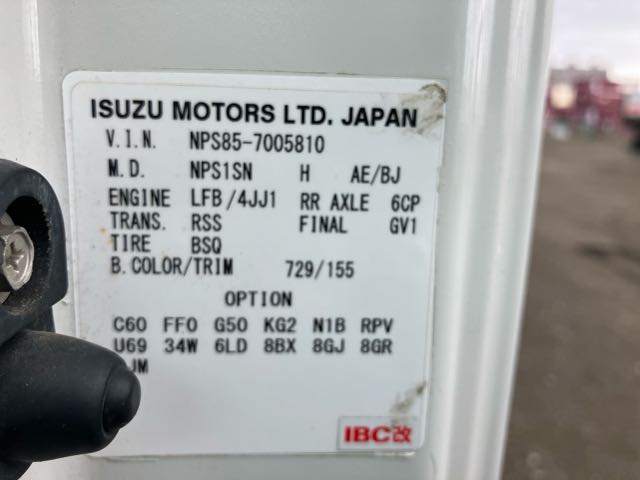 ISUZU MOTORS LTD. JAPAN
V.I.N. NPS85-7005810
M.D. NPS1SN H AE/BJ
ENGINE LFB/4JJ1 RR AXLE 6CP
TRANS. RSS FINAL GV1
TIRE BSQ
B.COLOR/TRIM 729/155
OPTION
C60 FF0 G50 KG2 N1B RPV
U69 34W 6LD 8BX 8GJ 8GR
IBC改